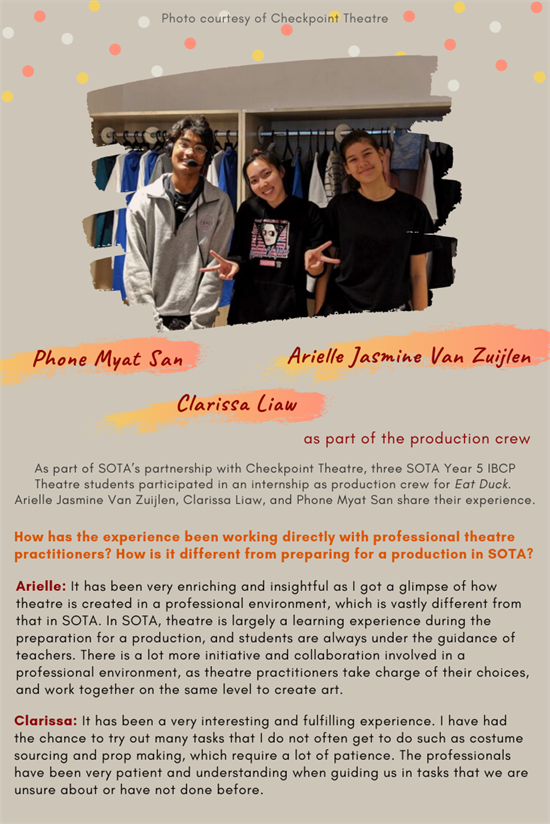 Photo courtesy of Checkpoint Theatre
Phone Myat San
Arielle Jasmine Van Zuijlen
Clarissa Liaw
as part of the production crew
As part of SOTA's partnership with Checkpoint Theatre, three SOTA Year 5 IBCP
Theatre students participated in an internship as production crew for Eat Duck.
Arielle Jasmine Van Zuijlen, Clarissa Liaw, and Phone Myat San share their experience.
How has the experience been working directly with professional theatre
practitioners? How is it different from preparing for a production in SOTA?
Arielle: It has been very enriching and insightful as I got a glimpse of how
theatre is created in a professional environment, which is vastly different from
that in SOTA. In SOTA, theatre is largely a learning experience during the
preparation for a production, and students are always under the guidance of
teachers. There is a lot more initiative and collaboration involved in a
professional environment, as theatre practitioners take charge of their choices,
and work together on the same level to create art.
Clarissa: It has been a very interesting and fulfilling experience. I have had
the chance to try out many tasks that I do not often get to do such as costume
sourcing and prop making, which require a lot of patience. The professionals
have been very patient and understanding when guiding us in tasks that we are
unsure about or have not done before.